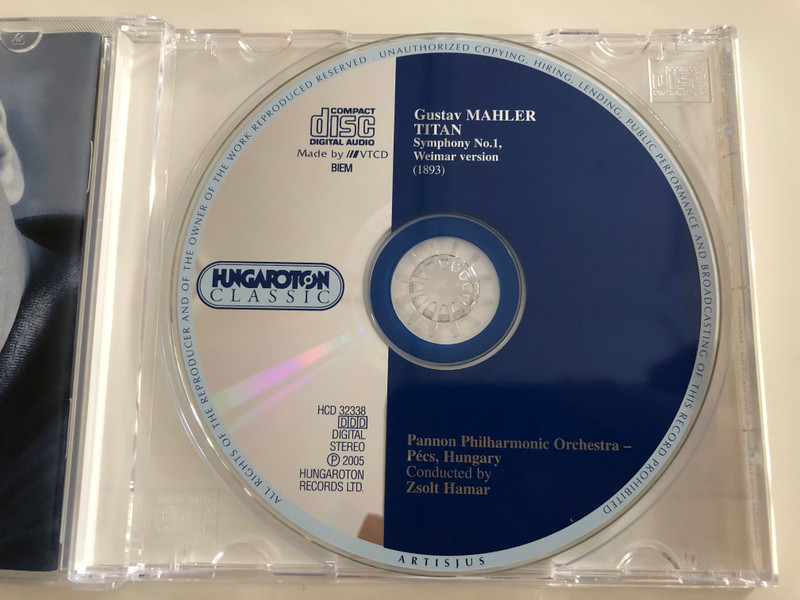 ALL RIGHTS OF THE REPRODUCER AND OF THE OWNER OF THE WORK REPRODUCED RESERVED . UNAUTHORIZED COPYING, HIRING, LENDING, PUBLIC PERFORMANCE AND BROADCASTING OF THIS RECORD PROHIBITED
COMPACT
disc
DIGITAL AUDIO
Made by VTCD
BIEM
Gustav MAHLER
TITAN
Symphony No.1,
Weimar version
(1893)
HUNGAROTON
CLASSIC
HCD 32338
DDD
DIGITAL
STEREO
Ⓟ 2005
HUNGAROTON
RECORDS LTD.
Pannon Philharmonic Orchestra –
Pécs, Hungary
Conducted by
Zsolt Hamar
ARTISJUS